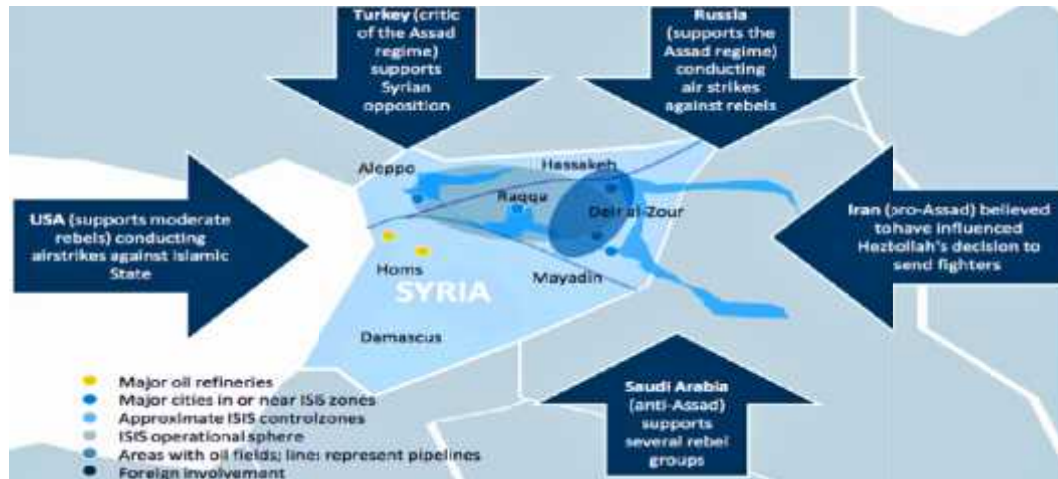 Turkey (critic
of the Assad
regime)
supports
Syrian
opposition
Russia
(supports the
Assad regime)
conducting
air strikes
against rebels
Aleppo
Hassakeh
Raqqa
Deir al-Zour
USA (supports moderate
rebels) conducting
airstrikes against Islamic
State
Iran (pro-Assad) believed
tohave influenced
Hezbollah's decision to
send fighters
Homs
Mayadin
SYRIA
Damascus
Major oil refineries
Major cities in or near ISIS zones
Approximate ISIS controlzones
ISIS operational sphere
Areas with oil fields; line: represent pipelines
Foreign involvement
Saudi Arabia
(anti-Assad)
supports
several rebel
groups